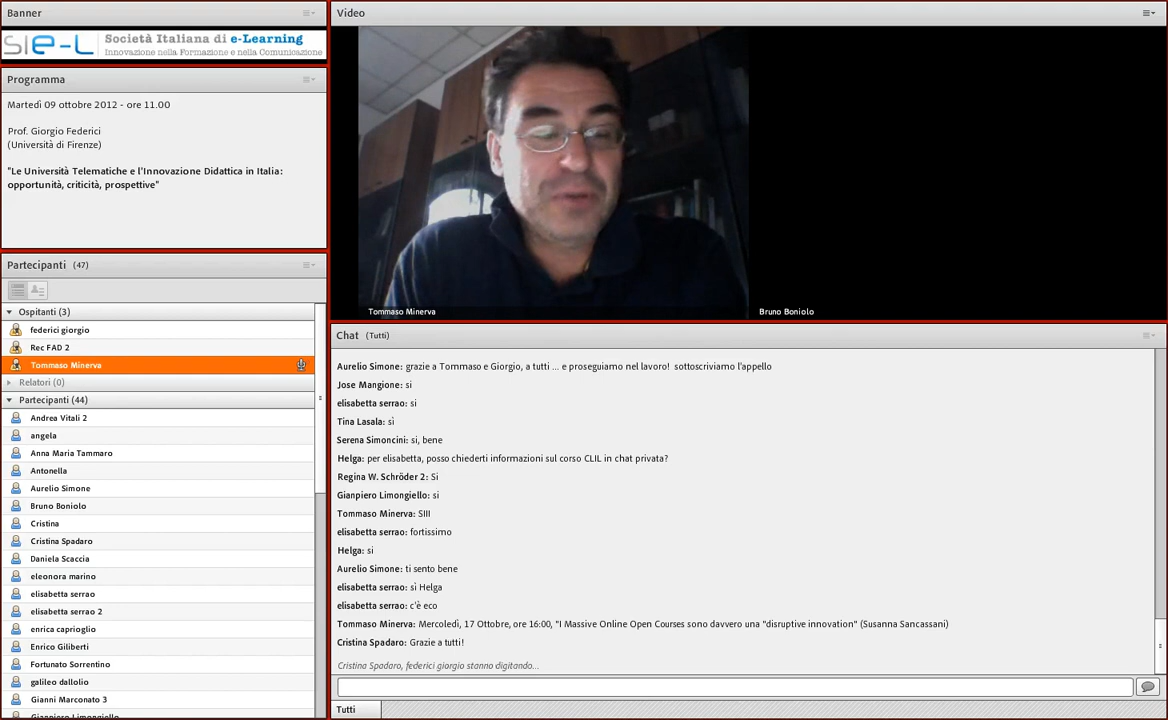 Banner
SIe-L Società Italiana di e-Learning
Innovazione nella Formazione e nella Comunicazione
Programma
Martedì 09 ottobre 2012 - ore 11.00
Prof. Giorgio Federici
(Università di Firenze)
"Le Università Telematiche e l'Innovazione Didattica in Italia:
opportunità, criticità, prospettive"
Partecipanti (47)
Ospitanti (3)
federici giorgio
Rec FAD 2
Tommaso Minerva
Relatori (0)
Partecipanti (44)
Andrea Vitali 2
angela
Anna Maria Tammaro
Antonella
Aurelio Simone
Bruno Boniolo
Cristina
Cristina Spadaro
Daniela Scaccia
eleonora marino
elisabetta serrao
elisabetta serrao 2
enrica caprioglio
Enrico Giliberti
Fortunato Sorrentino
galileo dallolio
Gianni Marconato 3
Gianpiero Limongiello
Video
Tommaso Minerva
Bruno Boniolo
Chat (Tutti)
Aurelio Simone: grazie a Tommaso e Giorgio, a tutti ... e proseguiamo nel lavoro! sottoscriviamo l'appello
Jose Mangione: si
elisabetta serrao: si
Tina Lasala: sì
Serena Simoncini: si, bene
Helga: per elisabetta, posso chiederti informazioni sul corso CLIL in chat privata?
Regina W. Schröder 2: Si
Gianpiero Limongiello: si
Tommaso Minerva: SIII
elisabetta serrao: fortissimo
Helga: si
Aurelio Simone: ti sento bene
elisabetta serrao: sì Helga
elisabetta serrao: c'è eco
Tommaso Minerva: Mercoledì, 17 Ottobre, ore 16:00, "I Massive Online Open Courses sono davvero una "disruptive innovation" (Susanna Sancassani)
Cristina Spadaro: Grazie a tutti!
Cristina Spadaro, federici giorgio stanno digitando...
Tutti